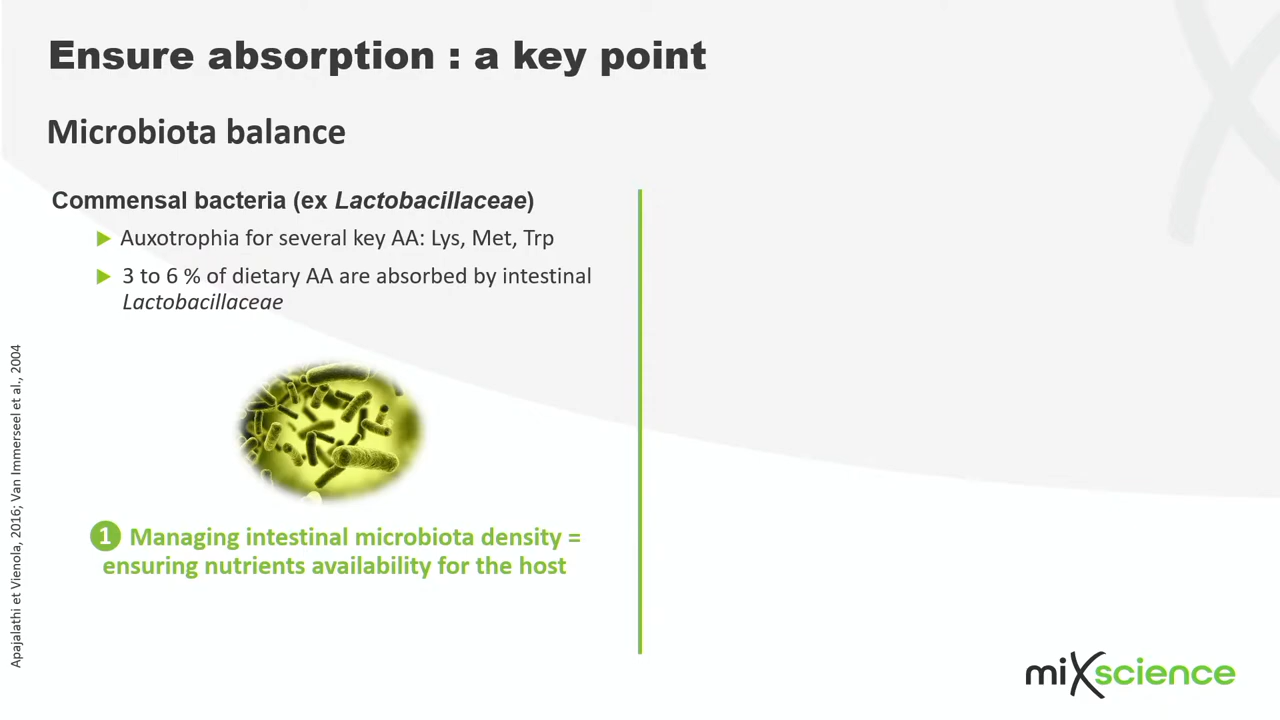 Ensure absorption : a key point
Microbiota balance
Commensal bacteria (ex Lactobacillaceae)
Auxotrophia for several key AA: Lys, Met, Trp
3 to 6 % of dietary AA are absorbed by intestinal
Lactobacillaceae
1 Managing intestinal microbiota density =
ensuring nutrients availability for the host
Apajalathi et Vienola, 2016; Van Immerseel et al., 2004
mixscience